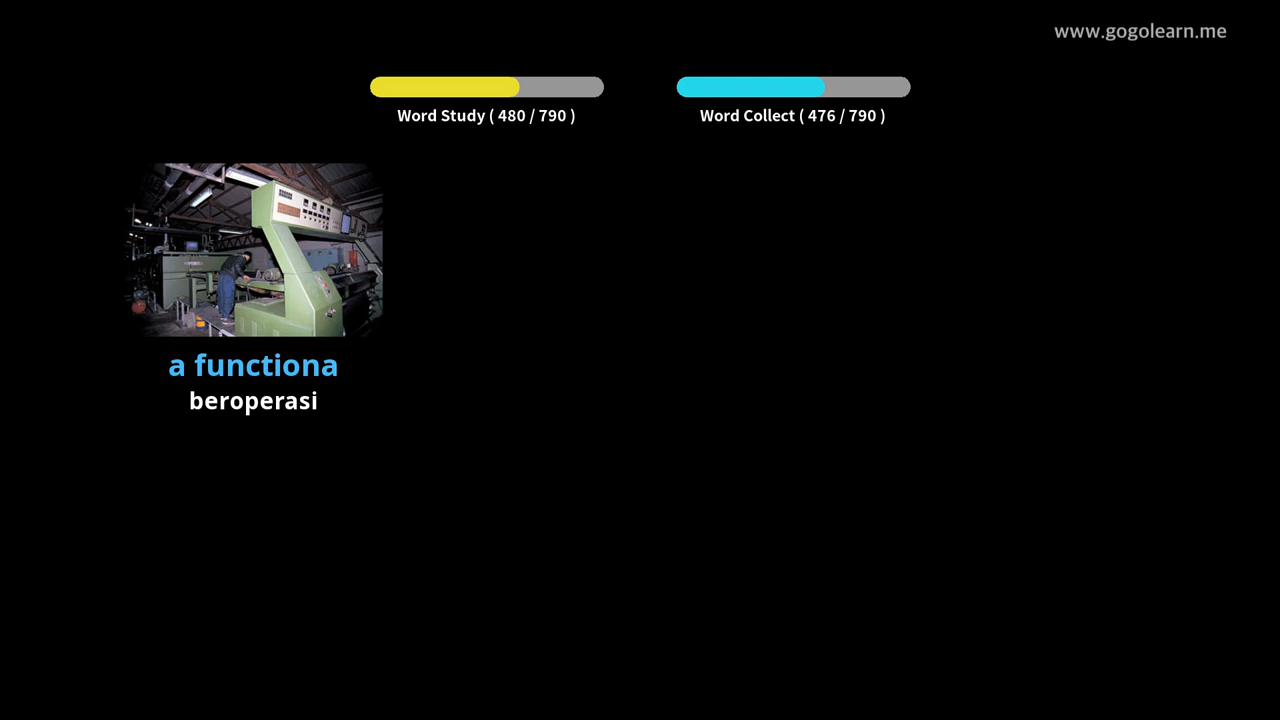 www.gogolearn.me
Word Study ( 480 / 790 )
Word Collect ( 476 / 790 )
a functiona
beroperasi